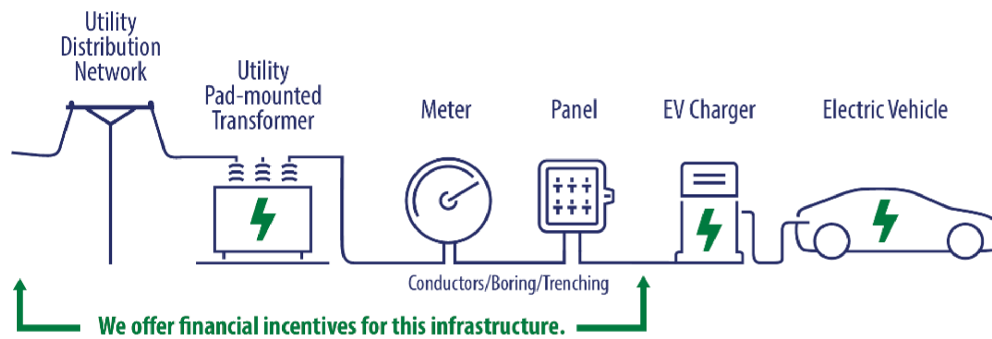 Utility
Distribution
Network
Utility
Pad-mounted
Transformer
Meter
Panel
EV Charger
Electric Vehicle
Conductors/Boring/Trenching
We offer financial incentives for this infrastructure.